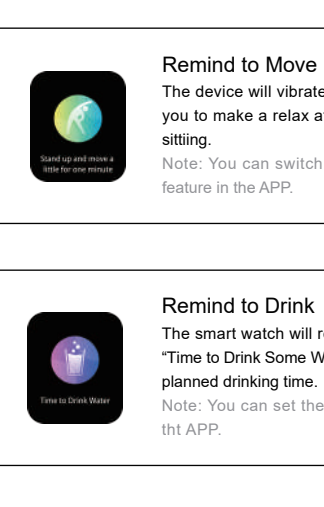 Remind to Move
The device will vibrate
you to make a relax
sittiing.
Note: You can switch
feature in the APP.
Stand up and move a
little for one minute
Remind to Drink
The smart watch will
“Time to Drink Some
planned drinking time.
Note: You can set the
tht APP.
Time to Drink Water